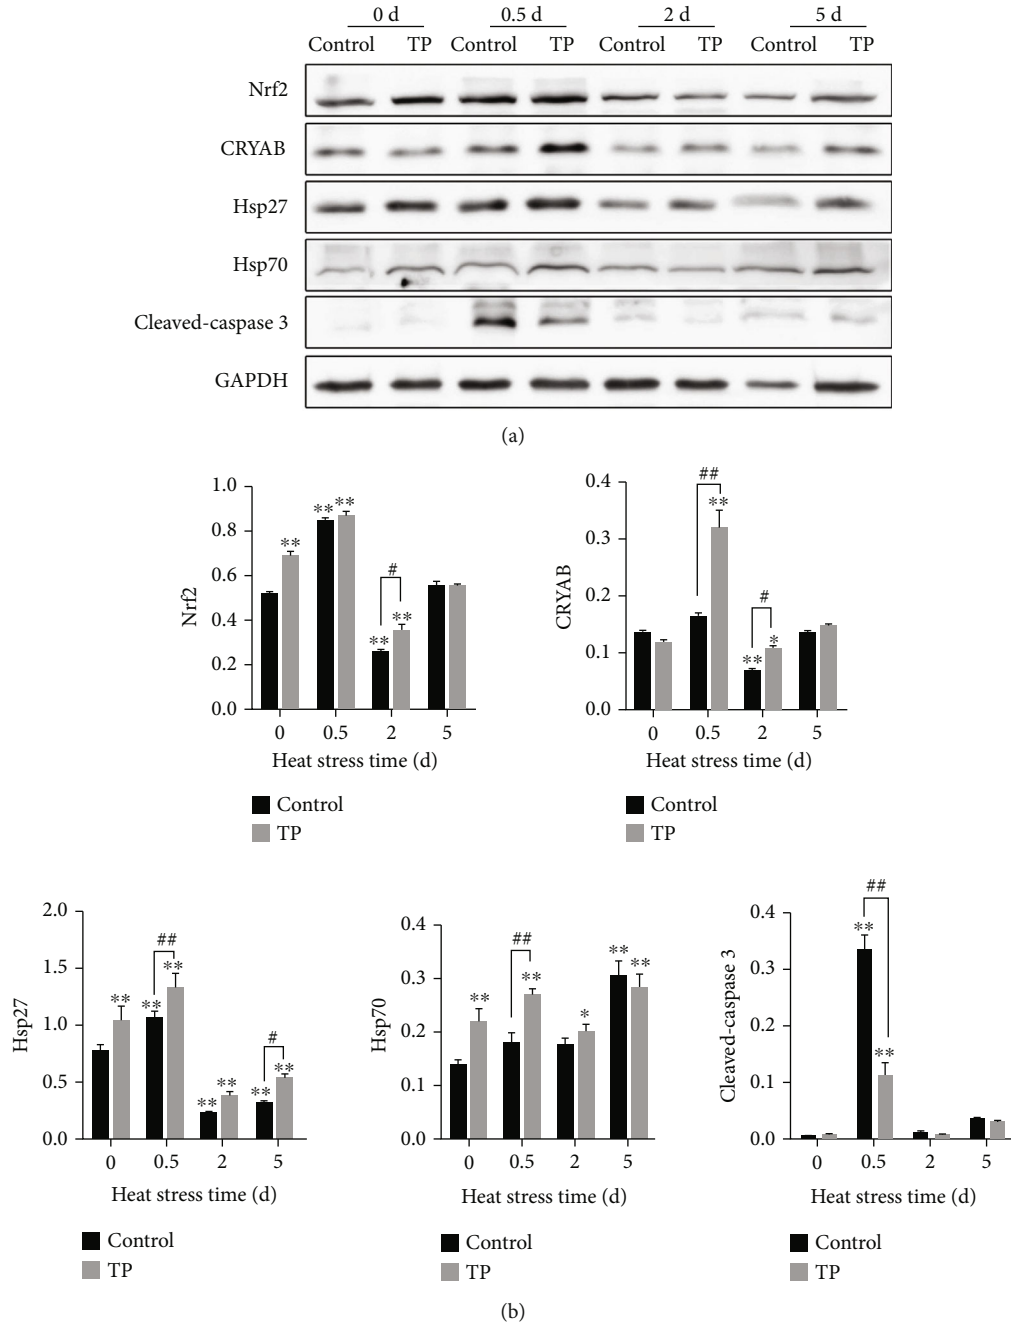 0 d 0.5 d 2 d 5 d
Control TP Control TP Control TP Control TP
Nrf2
CRYAB
Hsp27
Hsp70
Cleaved-caspase 3
GAPDH
(a)
Nrf2
1.0
0.8
0.6
0.4
0.2
0.0
** ** ** # ** **
0 0.5 2 5
Heat stress time (d)
Control
TP
CRYAB
0.4
0.3
0.2
0.1
0.0
## ** # ** *
0 0.5 2 5
Heat stress time (d)
Control
TP
Hsp27
2.0
1.5
1.0
0.5
0.0
** ## ** ** ** ** # ** **
0 0.5 2 5
Heat stress time (d)
Control
TP
Hsp70
0.4
0.3
0.2
0.1
0.0
** ## ** * ** **
0 0.5 2 5
Heat stress time (d)
Control
TP
Cleaved-caspase 3
0.4
0.3
0.2
0.1
0.0
## ** **
0 0.5 2 5
Heat stress time (d)
Control
TP
(b)